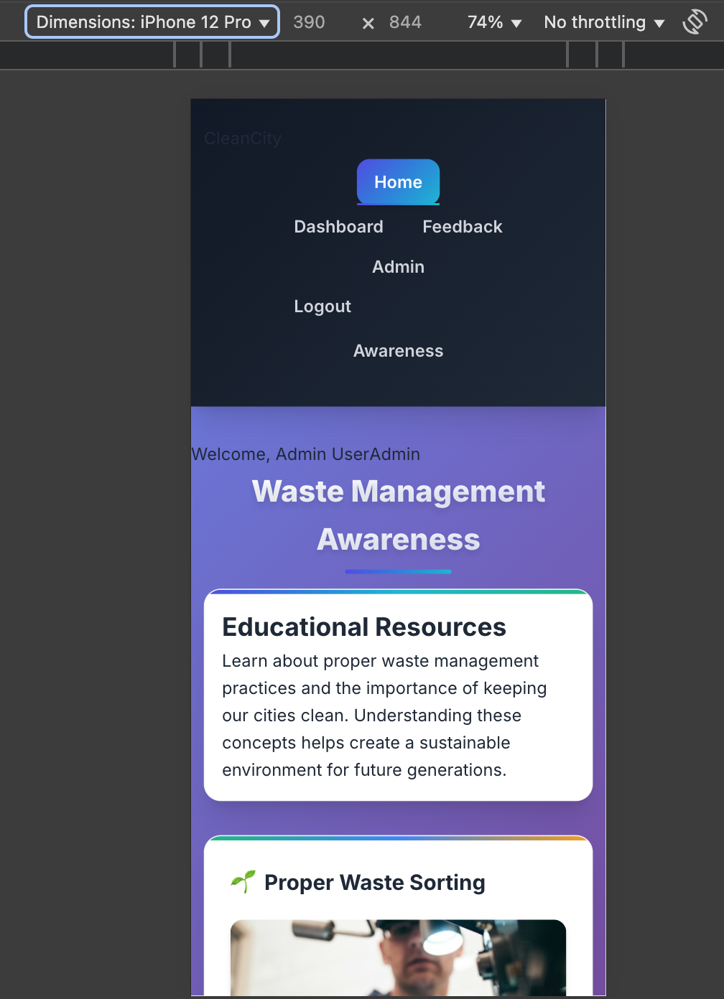 Dimensions: iPhone 12 Pro ▼ 390 × 844 74% ▼ No throttling ▼
CleanCity
Home
Dashboard Feedback
Admin
Logout
Awareness
Welcome, Admin UserAdmin
Waste Management
Awareness
Educational Resources
Learn about proper waste management
practices and the importance of keeping
our cities clean. Understanding these
concepts helps create a sustainable
environment for future generations.
🌱 Proper Waste Sorting